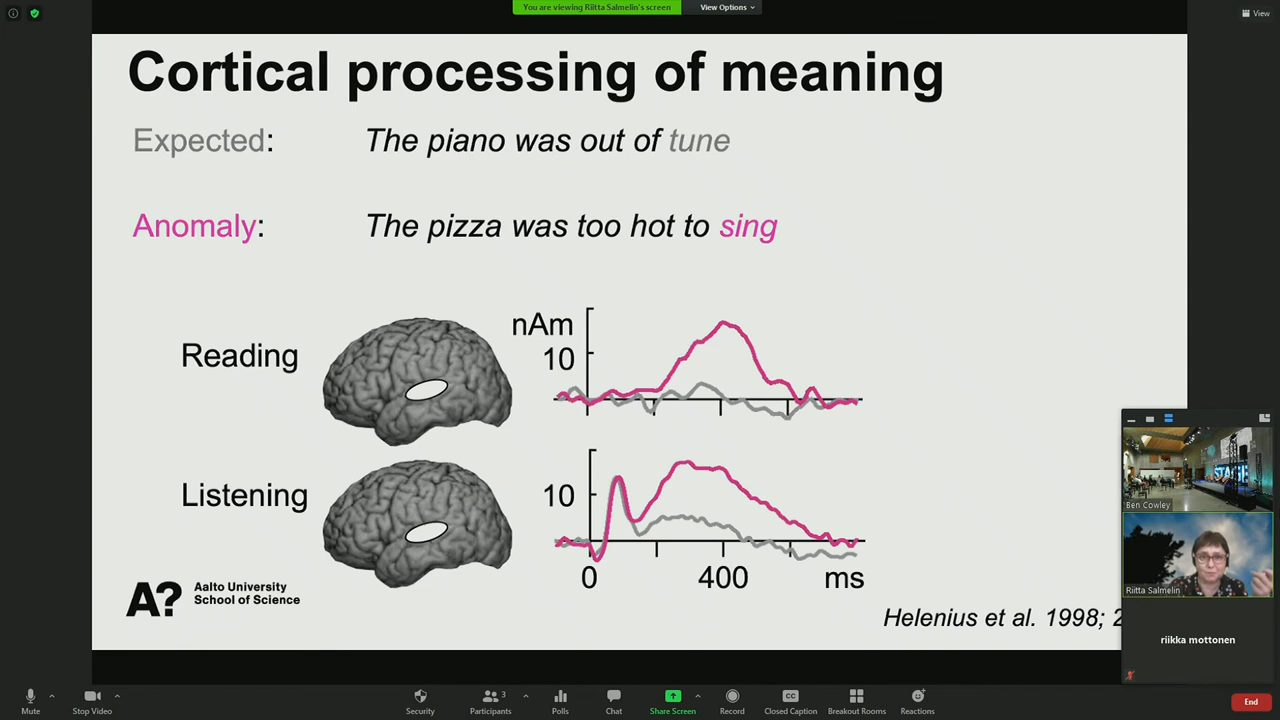 You are viewing Riitta Salmelin's screen
View Options
View
Cortical processing of meaning
Expected: The piano was out of tune
Anomaly: The pizza was too hot to sing
Reading
nAm
10
Listening
10
0 400 ms
A? Aalto University
School of Science
Helenius et al. 1998; 2
Ben Cowley
Riitta Salmelin
riikka mottonen
Mute
Stop Video
Security
Participants 3
Polls
Chat
Share Screen
Record
CC
Closed Caption
Breakout Rooms
Reactions
End